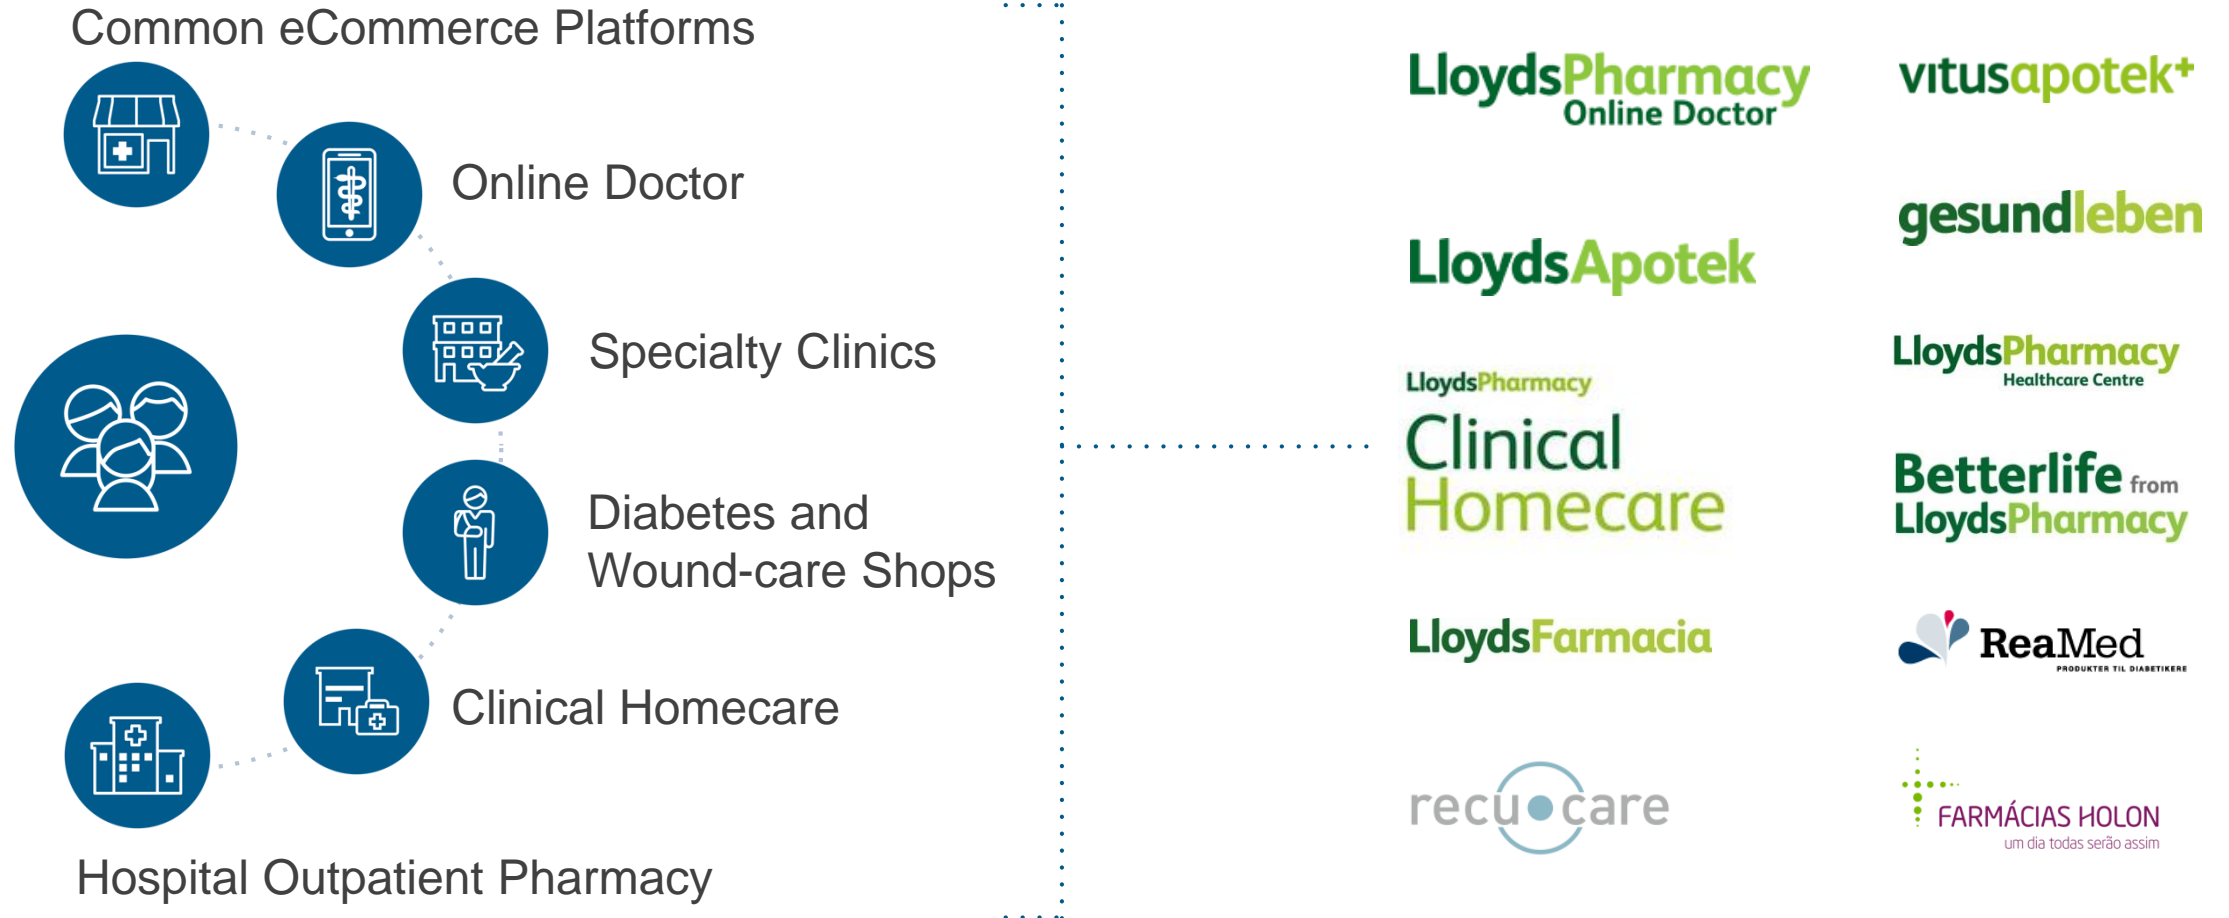 Common eCommerce Platforms
Online Doctor
Specialty Clinics
Diabetes and
Wound-care Shops
Clinical Homecare
Hospital Outpatient Pharmacy
LloydsPharmacy
Online Doctor
LloydsApotek
LloydsPharmacy
Clinical
Homecare
LloydsFarmacia
recucare
vitusapotek+
gesundleben
LloydsPharmacy
Healthcare Centre
Betterlife from
LloydsPharmacy
ReaMed
PRODUKTER TIL DIABETIKERE
FARMÁCIAS HOLON
um dia todas serão assim